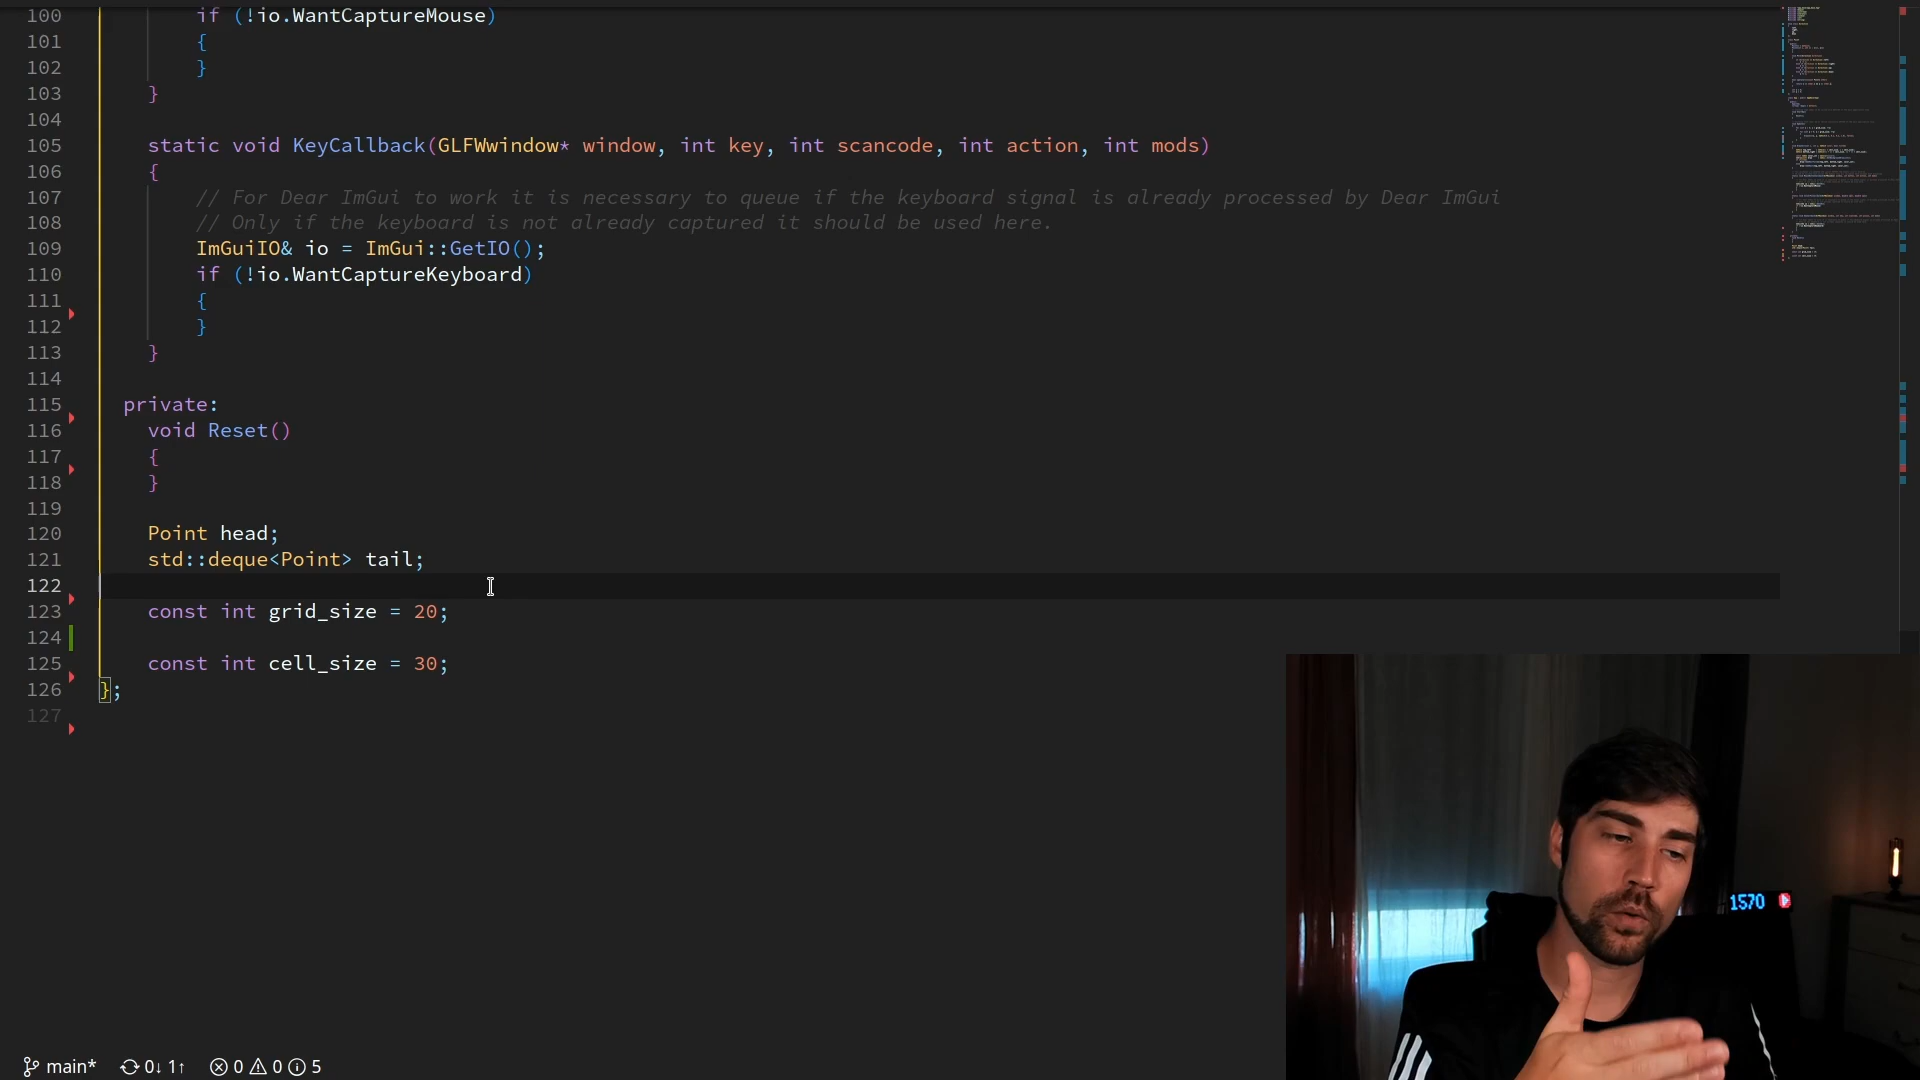 100 if (!io.WantCaptureMouse)
101 {
102 }
103 }
104
105 static void KeyCallback(GLFWwindow* window, int key, int scancode, int action, int mods)
106 {
107 // For Dear ImGui to work it is necessary to queue if the keyboard signal is already processed by Dear ImGui
108 // Only if the keyboard is not already captured it should be used here.
109 ImGuiIO& io = ImGui::GetIO();
110 if (!io.WantCaptureKeyboard)
111 {
112 }
113 }
114
115 private:
116 void Reset()
117 {
118 }
119
120 Point head;
121 std::deque<Point> tail;
122
123 const int grid_size = 20;
124
125 const int cell_size = 30;
126 };
127
1570
main* 0↓ 1↑ 0 0 5